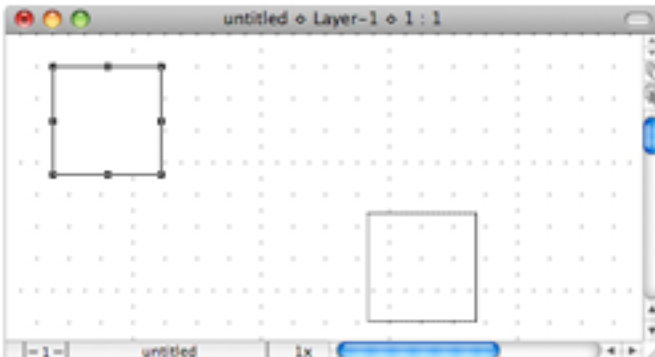 untitled ⋄ Layer-1 ⋄ 1 : 1
-1- untitled 1x